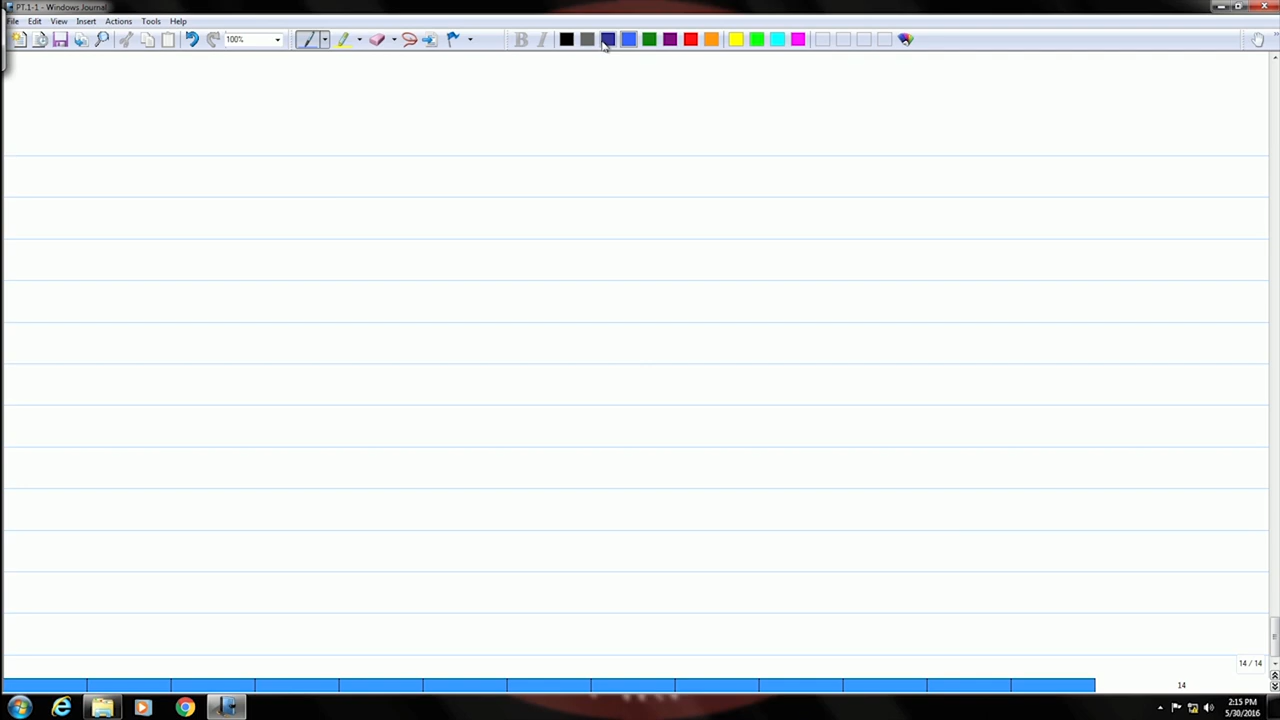 PT.1-1 - Windows Journal
File Edit View Insert Actions Tools Help
100% B I
14 / 14
14
2:15 PM
5/30/2016